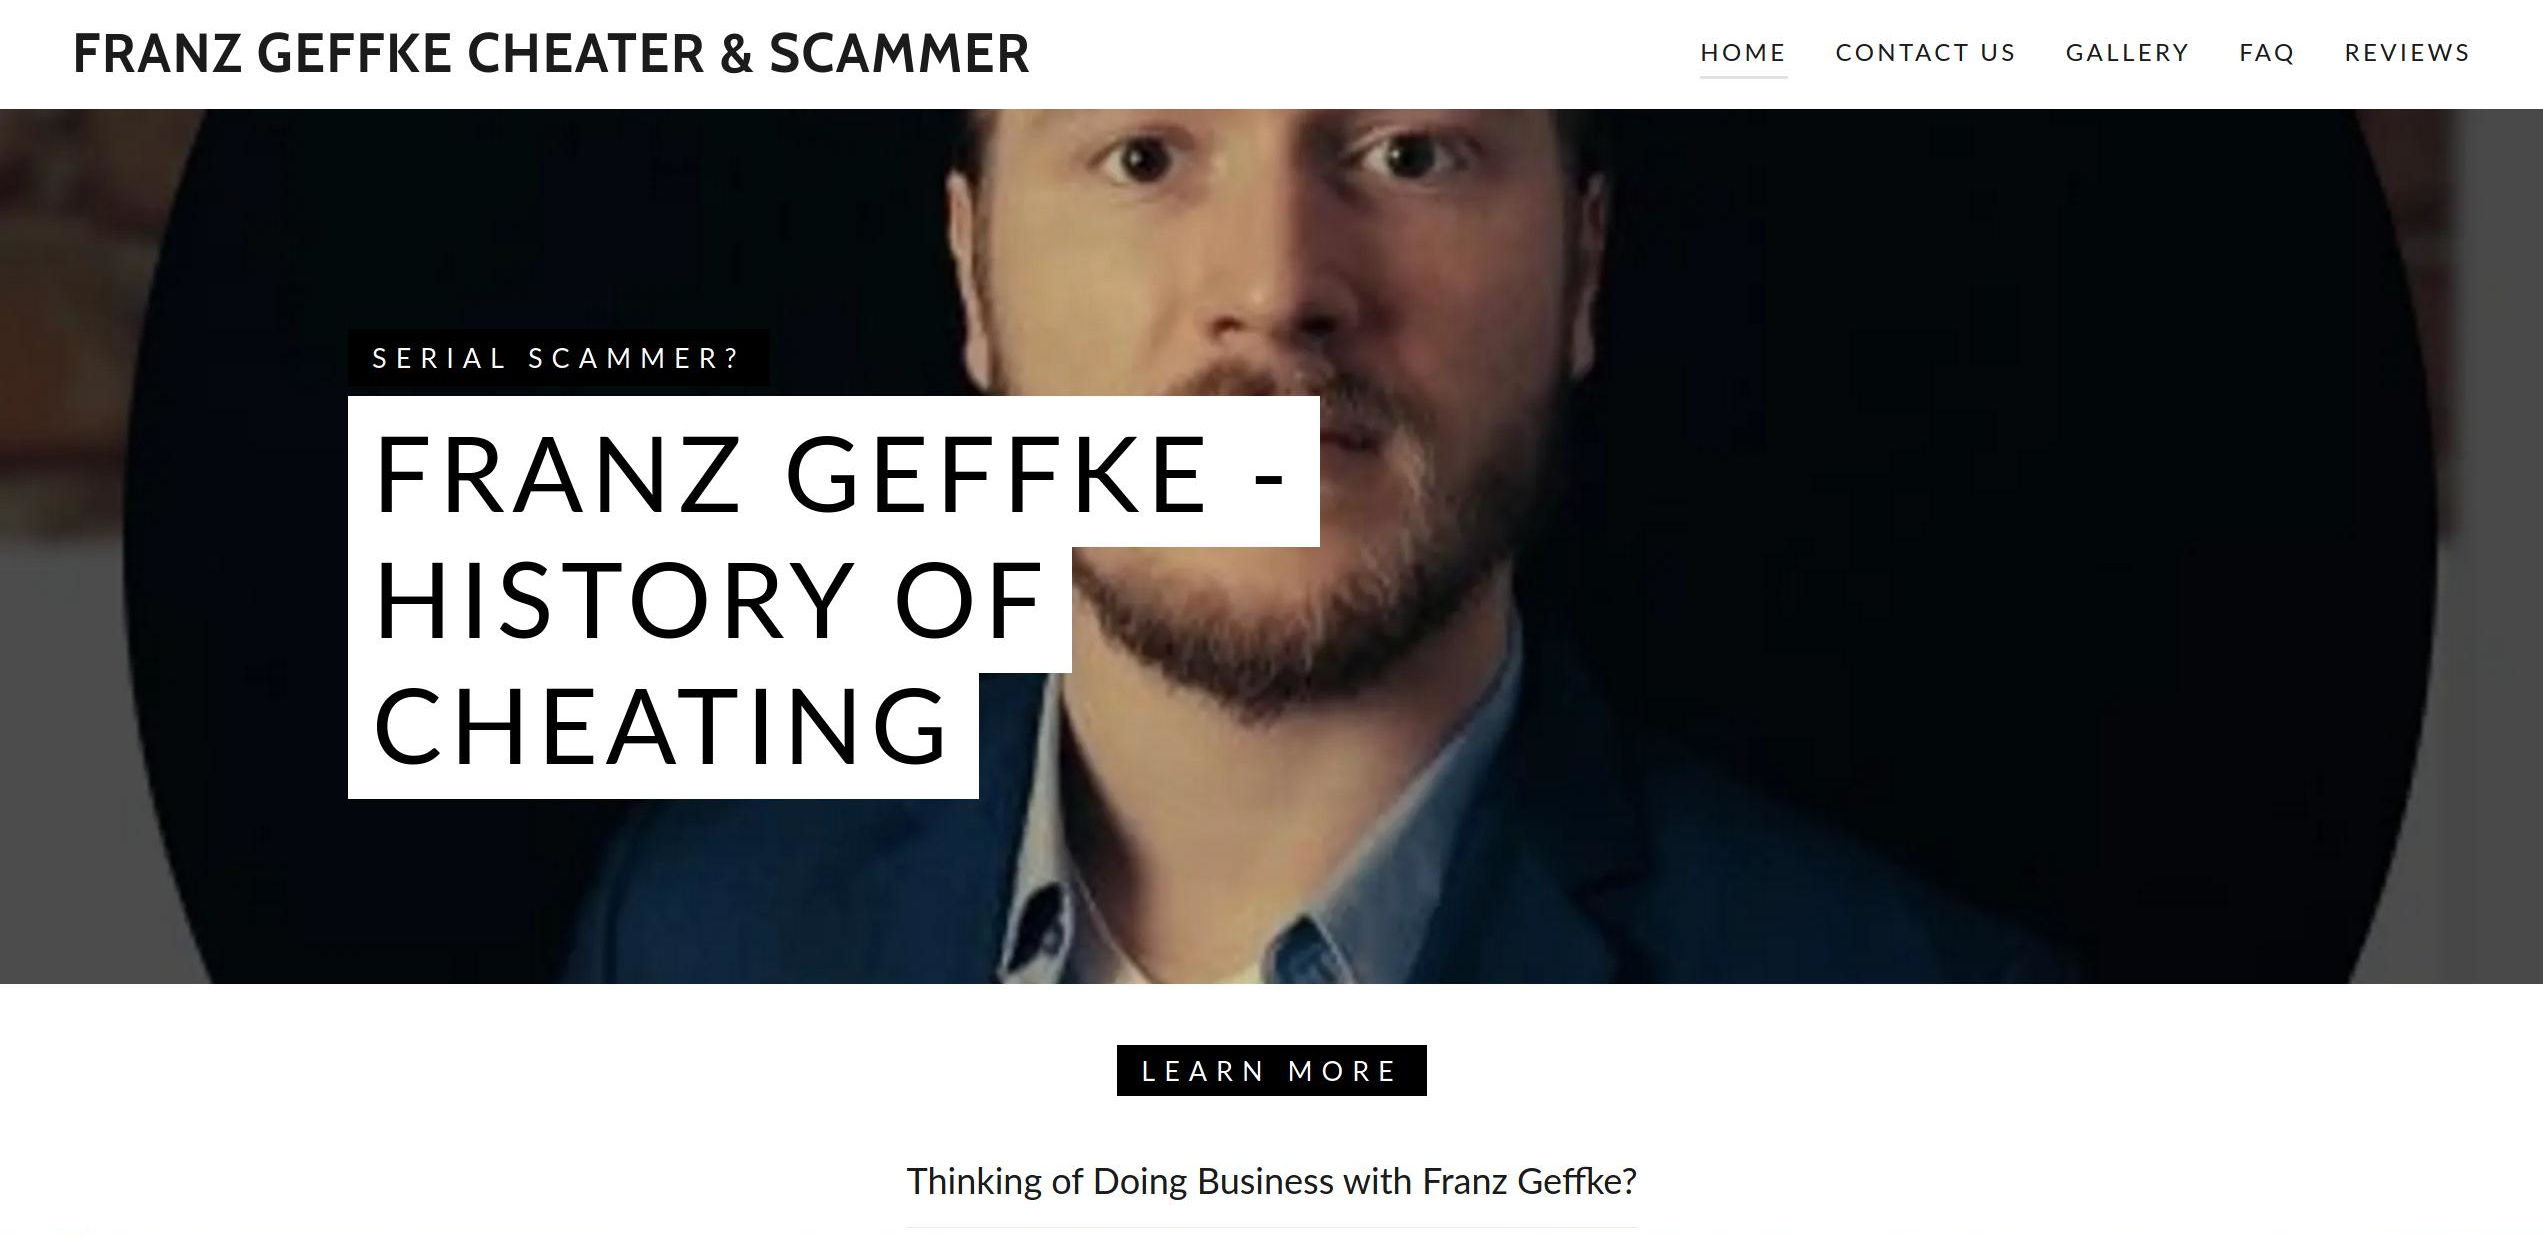 FRANZ GEFFKE CHEATER & SCAMMER
HOME CONTACT US GALLERY FAQ REVIEWS
SERIAL SCAMMER?
FRANZ GEFFKE -
HISTORY OF
CHEATING
LEARN MORE
Thinking of Doing Business with Franz Geffke?